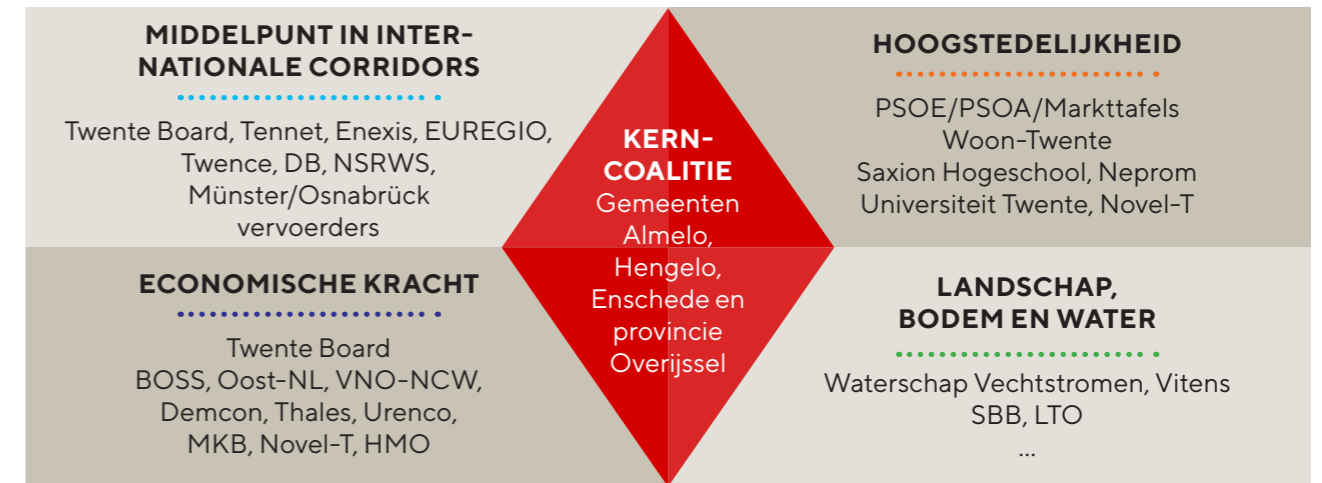 MIDDELPUNT IN INTER-
NATIONALE CORRIDORS
Twente Board, Tennet, Enexis, EUREGIO,
Twence, DB, NSRWS,
Münster/Osnabrück
vervoerders
HOOGSTEDELIJKHEID
PSOE/PSOA/Markttafels
Woon-Twente
Saxion Hogeschool, Neprom
Universiteit Twente, Novel-T
KERN-
COALITIE
Gemeenten
Almelo,
Hengelo,
Enschede en
provincie
Overijssel
ECONOMISCHE KRACHT
Twente Board
BOSS, Oost-NL, VNO-NCW,
Demcon, Thales, Urenco,
MKB, Novel-T, HMO
LANDSCHAP,
BODEM EN WATER
Waterschap Vechtstromen, Vitens
SBB, LTO
...